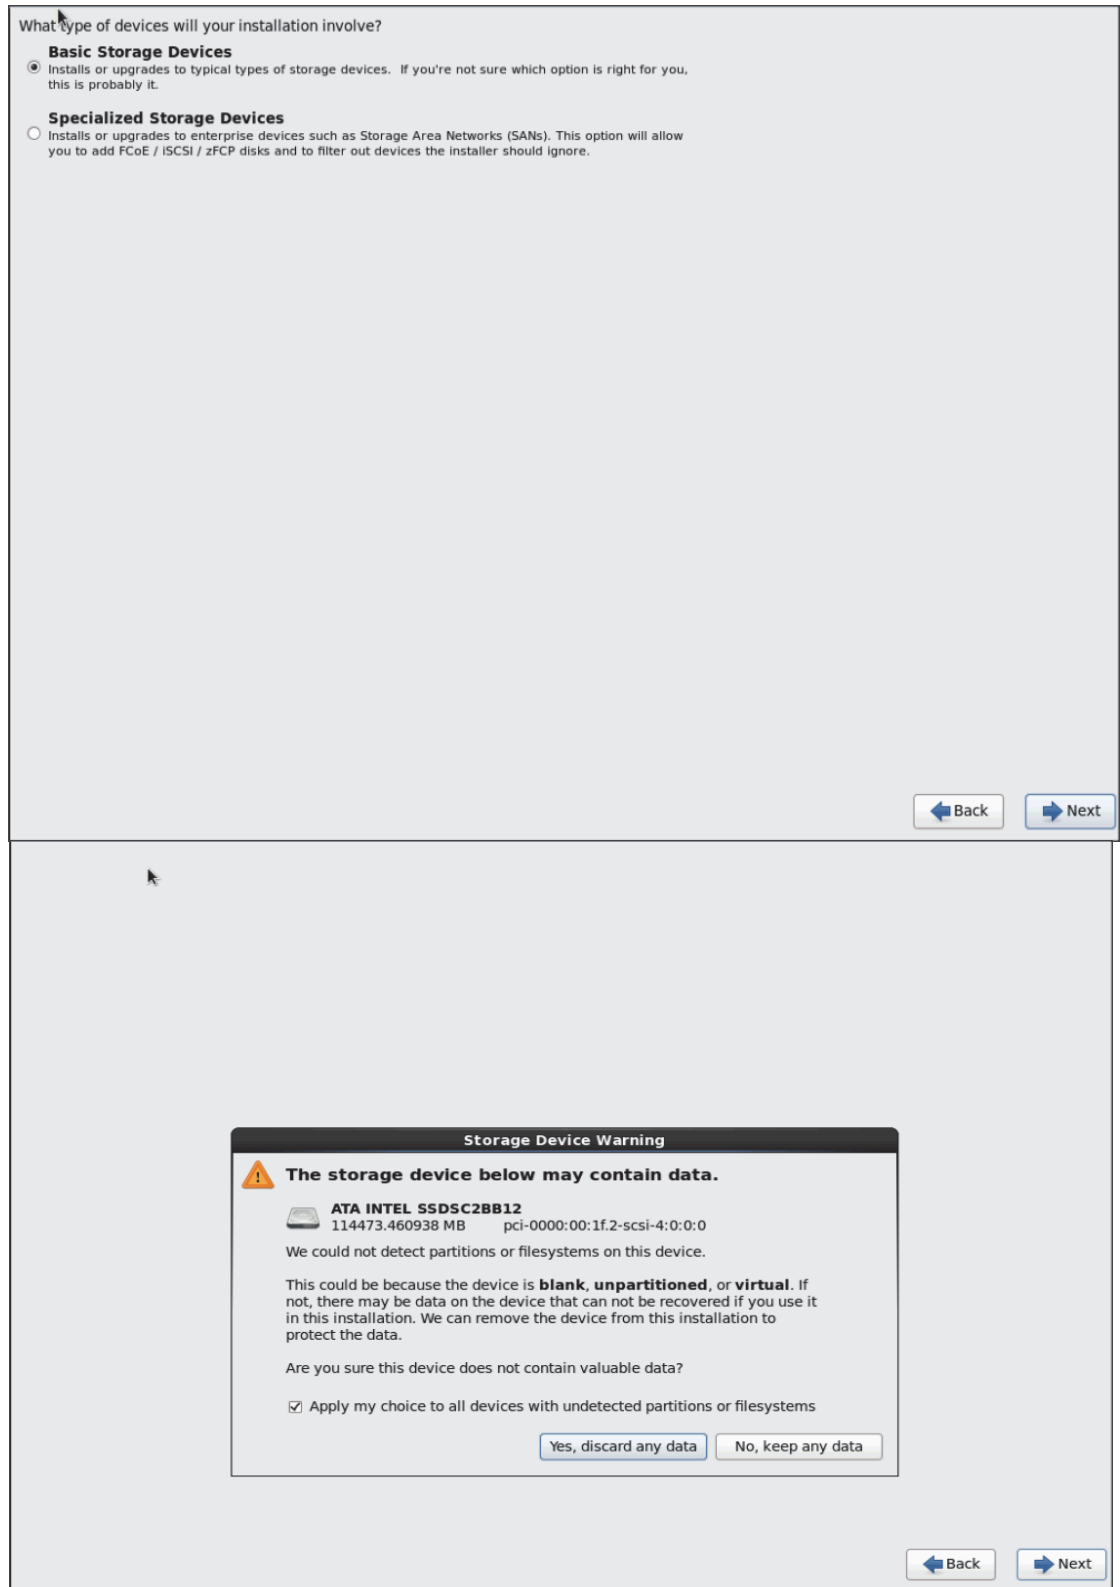 What type of devices will your installation involve?
Basic Storage Devices
Installs or upgrades to typical types of storage devices.  If you're not sure which option is right for you,
this is probably it.
Specialized Storage Devices
Installs or upgrades to enterprise devices such as Storage Area Networks (SANs). This option will allow
you to add FCoE / iSCSI / zFCP disks and to filter out devices the installer should ignore.
Back
Next
Storage Device Warning
The storage device below may contain data.
ATA INTEL SSDSC2BB12
114473.460938 MB pci-0000:00:1f.2-scsi-4:0:0:0
We could not detect partitions or filesystems on this device.
This could be because the device is blank, unpartitioned, or virtual. If
not, there may be data on the device that can not be recovered if you use it
in this installation. We can remove the device from this installation to
protect the data.
Are you sure this device does not contain valuable data?
Apply my choice to all devices with undetected partitions or filesystems
Yes, discard any data
No, keep any data
Back
Next